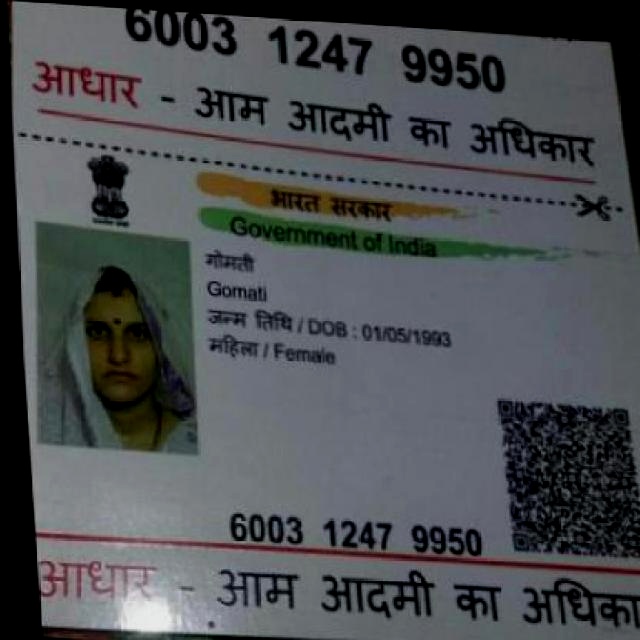 6003 1247 9950
आधार - आम आदमी का अधिकार
भारत सरकार
Government of India
गोमती
Gomati
जन्म तिथि / DOB : 01/05/1993
महिला / Female
6003 1247 9950
आधार - आम आदमी का अधिका